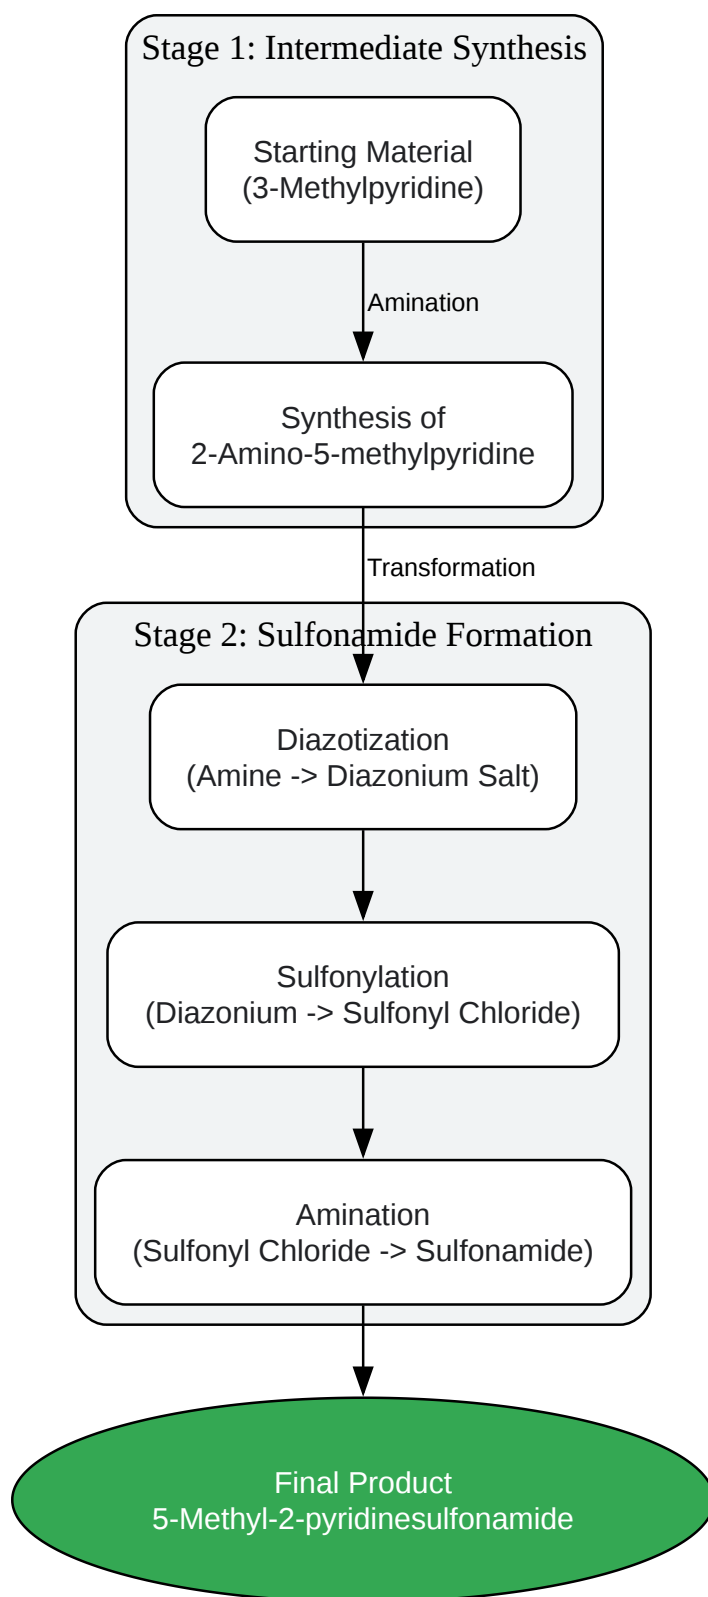 Stage 1: Intermediate Synthesis
Starting Material
(3-Methylpyridine)
Amination
Synthesis of
2-Amino-5-methylpyridine
Transformation
Stage 2: Sulfonamide Formation
Diazotization
(Amine -> Diazonium Salt)
Sulfonylation
(Diazonium -> Sulfonyl Chloride)
Amination
(Sulfonyl Chloride -> Sulfonamide)
Final Product
5-Methyl-2-pyridinesulfonamide